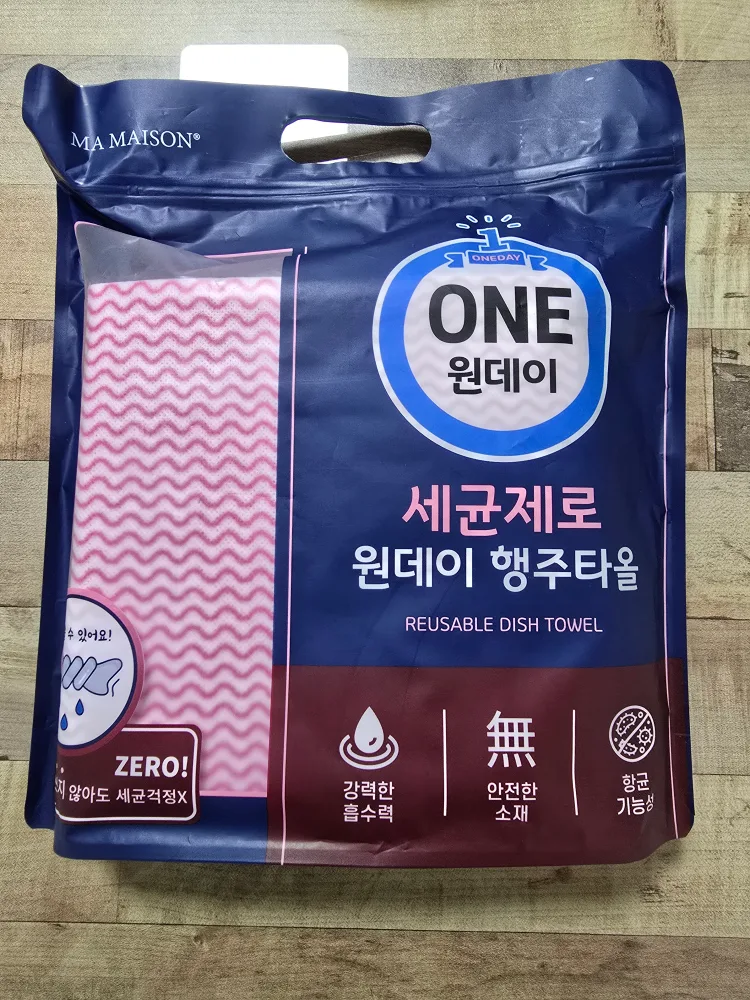 MA MAISON®
1
ONEDAY
ONE
원데이
세균제로
원데이 행주타올
REUSABLE DISH TOWEL
수 있어요!
ZERO!
않아도 세균걱정X
강력한
흡수력
無
안전한
소재
항균
기능성